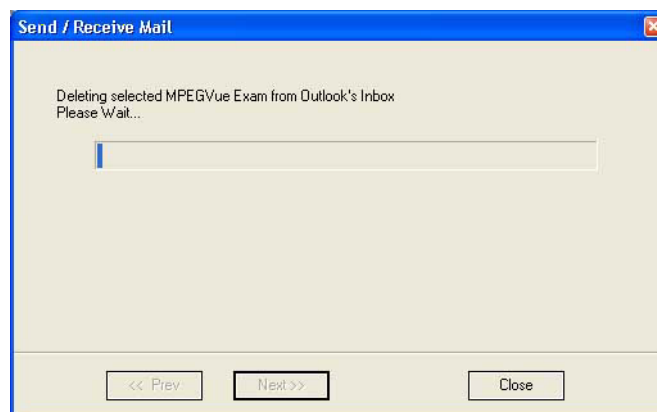 Send / Receive Mail
Deleting selected MPEGVue Exam from Outlook's Inbox
Please Wait...
<< Prev
Next >>
Close